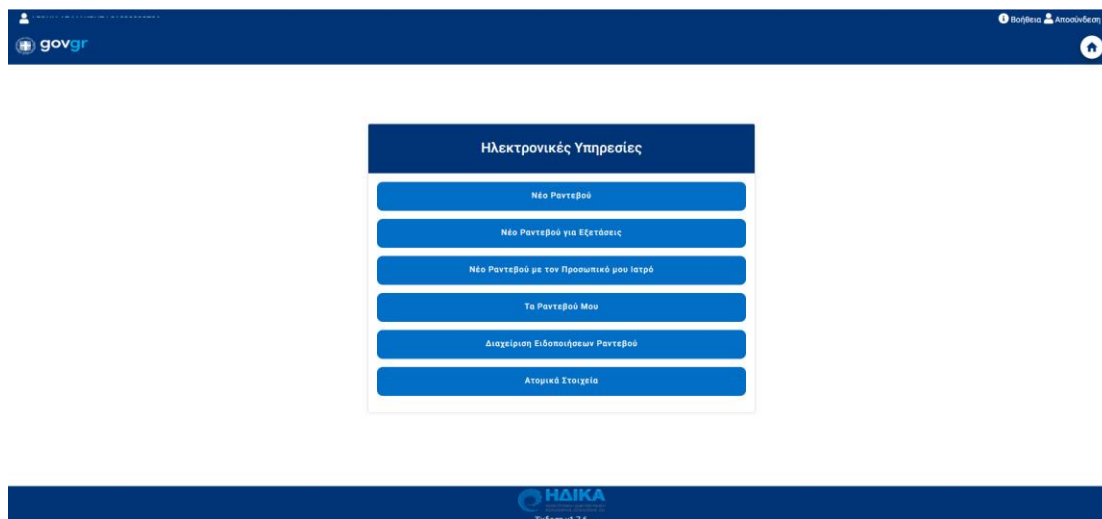 Βοήθεια Αποσύνδεση
govgr
Ηλεκτρονικές Υπηρεσίες
Νέο Ραντεβού
Νέο Ραντεβού για Εξετάσεις
Νέο Ραντεβού με τον Προσωπικό μου Ιατρό
Τα Ραντεβού Μου
Διαχείριση Ειδοποιήσεων Ραντεβού
Ατομικά Στοιχεία
ΗΔΙΚΑ